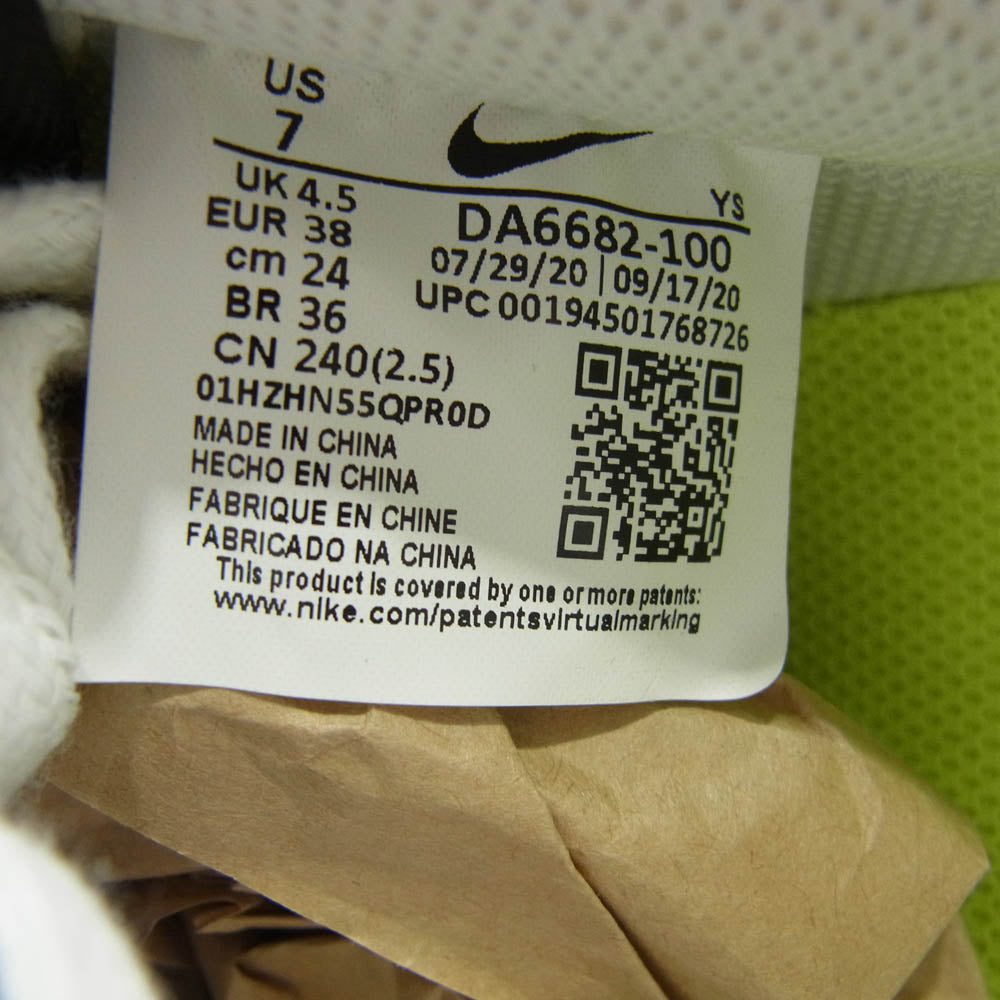 US
7
YS
UK 4.5
EUR 38
cm 24
BR 36
CN 240(2.5)
DA6682-100
07/29/20 | 09/17/20
UPC 00194501768726
01HZHN55QPR0D
MADE IN CHINA
HECHO EN CHINA
FABRIQUE EN CHINE
FABRICADO NA CHINA
This product is covered by one or more patents:
www.nike.com/patentsvirtualmarking